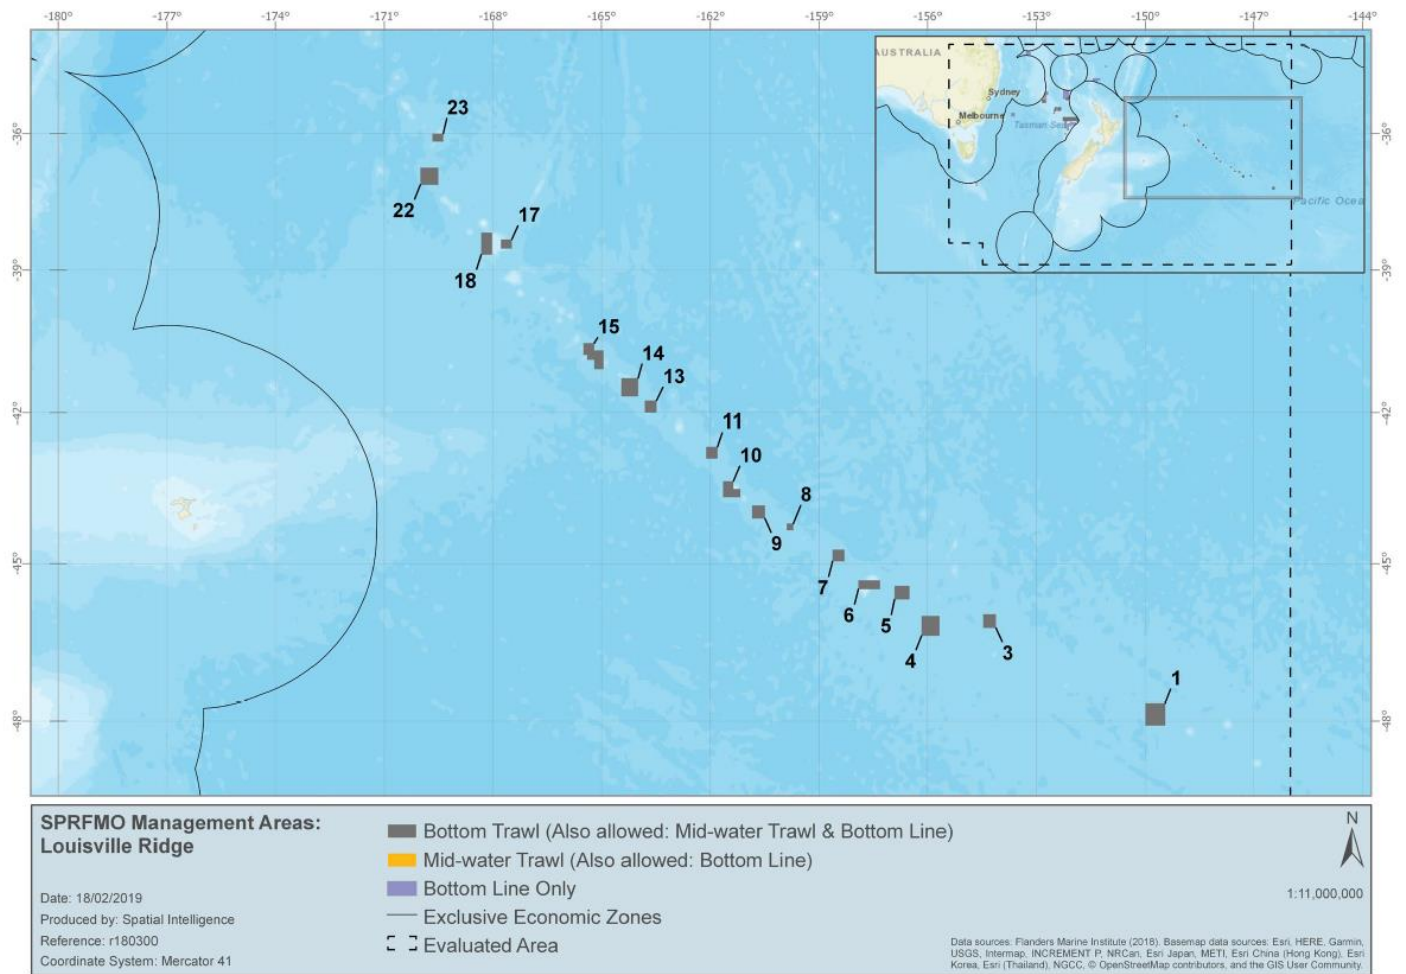 -180° -177° -171° -168° -165° -162° -159° -156° -153° -150° -147° -144°
AUSTRALIA
Sydney
Melbourne
Tasman Sea
Pacific Ocea
-36° -36°
-39° -39°
-42° -42°
-45° -45°
-48° -48°
23
22
17
18
15
14
13
11
10
8
9
7
6
5
4
3
1
SPRFMO Management Areas:
Louisville Ridge
Date: 18/02/2019
Produced by: Spatial Intelligence
Reference: r180300
Coordinate System: Mercator 41
Bottom Trawl (Also allowed: Mid-water Trawl & Bottom Line)
Mid-water Trawl (Also allowed: Bottom Line)
Bottom Line Only
Exclusive Economic Zones
Evaluated Area
N
1:11,000,000
Data sources: Flanders Marine Institute (2018). Basemap data sources: Esri, HERE, Garmin,
USGS, Intermap, INCREMENT P, NRCan, Esri Japan, METI, Esri China (Hong Kong), Esri
Korea, Esri (Thailand), NGCC, © OpenStreetMap contributors, and the GIS User Community.